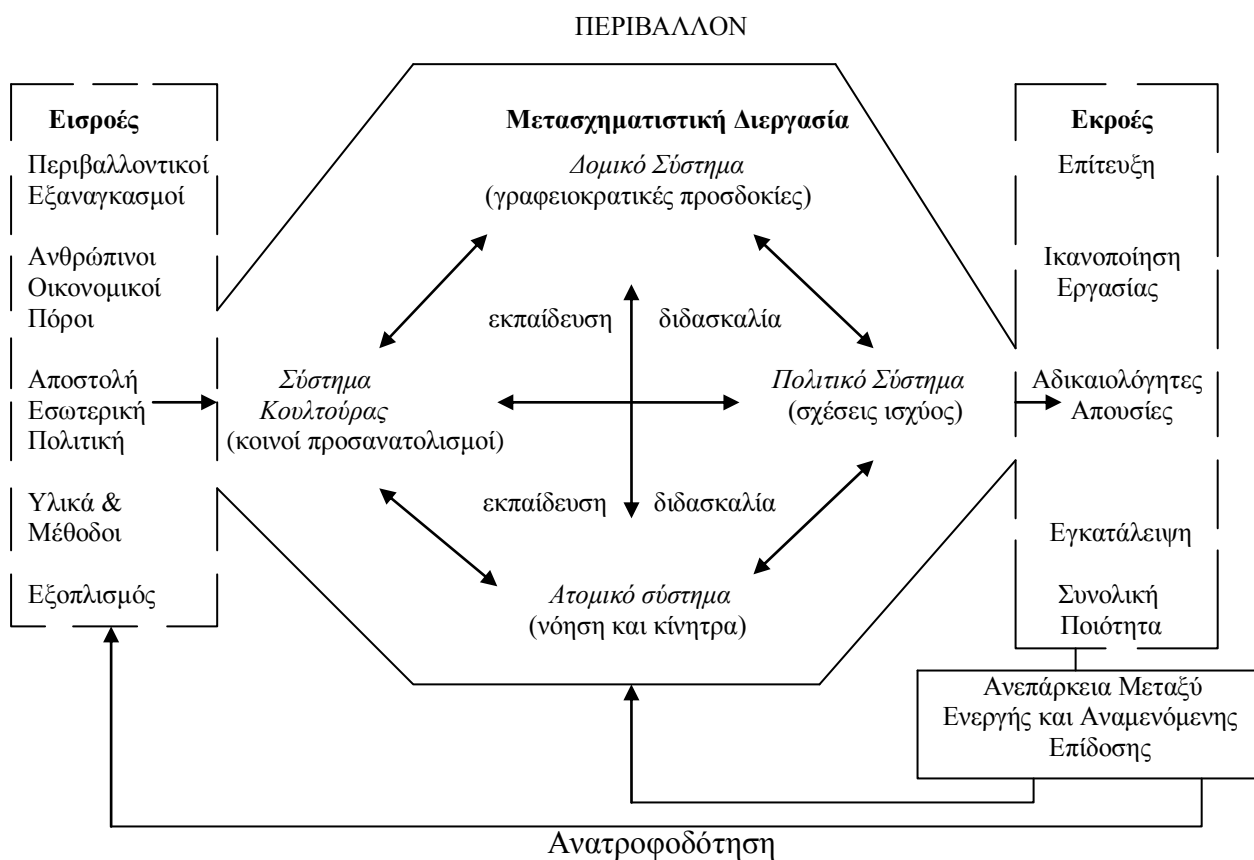 ΠΕΡΙΒΑΛΛΟΝ
Εισροές
Περιβαλλοντικοί
Εξαναγκασμοί
Ανθρώπινοι
Οικονομικοί
Πόροι
Αποστολή
Εσωτερική
Πολιτική
Υλικά &
Μέθοδοι
Εξοπλισμός
Μετασχηματιστική Διεργασία
Δομικό Σύστημα
(γραφειοκρατικές προσδοκίες)
εκπαίδευση διδασκαλία
Σύστημα
Κουλτούρας
(κοινοί προσανατολισμοί)
Πολιτικό Σύστημα
(σχέσεις ισχύος)
εκπαίδευση διδασκαλία
Ατομικό σύστημα
(νόηση και κίνητρα)
Εκροές
Επίτευξη
Ικανοποίηση
Εργασίας
Αδικαιολόγητες
Απουσίες
Εγκατάλειψη
Συνολική
Ποιότητα
Ανεπάρκεια Μεταξύ
Ενεργής και Αναμενόμενης
Επίδοσης
Ανατροφοδότηση